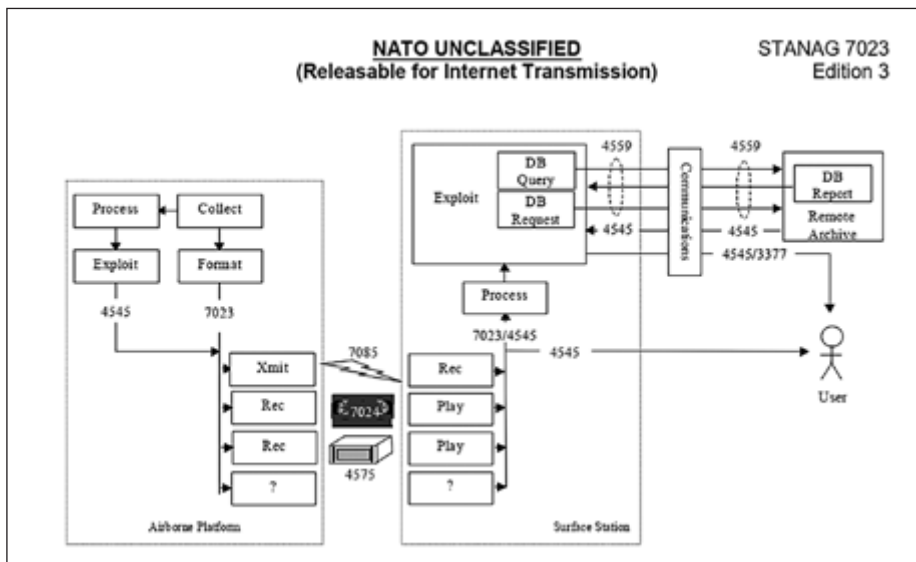 NATO UNCLASSIFIED
(Releasable for Internet Transmission)
STANAG 7023
Edition 3
Process
Collect
Exploit
Format
4545
7023
Xmit
Rec
Rec
?
Airborne Platform
7085
7024
4575
Exploit
DB
Query
DB
Request
Process
7023/4545
4545
Rec
Play
Play
?
Surface Station
4559
4545
Communications
4559
4545
4545/3377
DB
Report
Remote
Archive
User